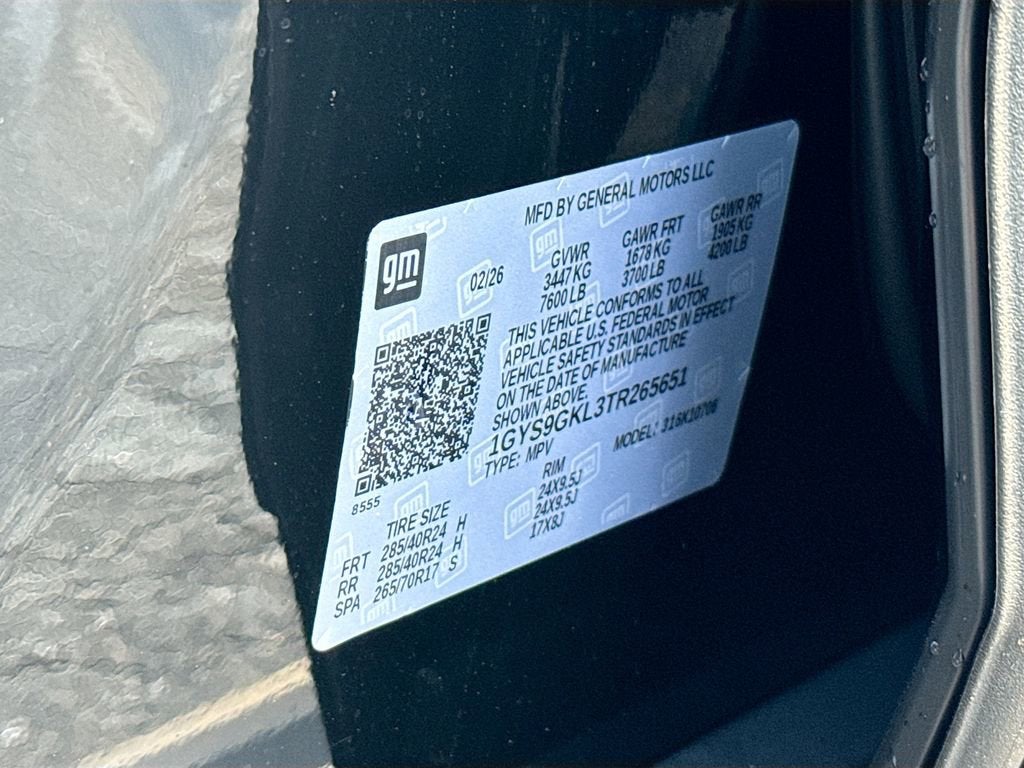 MFD BY GENERAL MOTORS LLC
gm
02/26
GVWR GAWR FRT GAWR RR
3447 KG 1678 KG 1905 KG
7600 LB 3700 LB 4200 LB
THIS VEHICLE CONFORMS TO ALL
APPLICABLE U.S. FEDERAL MOTOR
VEHICLE SAFETY STANDARDS IN EFFECT
ON THE DATE OF MANUFACTURE
SHOWN ABOVE.
1GYS9GKL3TR265651
TYPE: MPV MODEL: 316K10706
8555
TIRE SIZE RIM
FRT 285/40R24 H 24X9.5J
RR 285/40R24 H 24X9.5J
SPA 265/70R17 S 17X8J